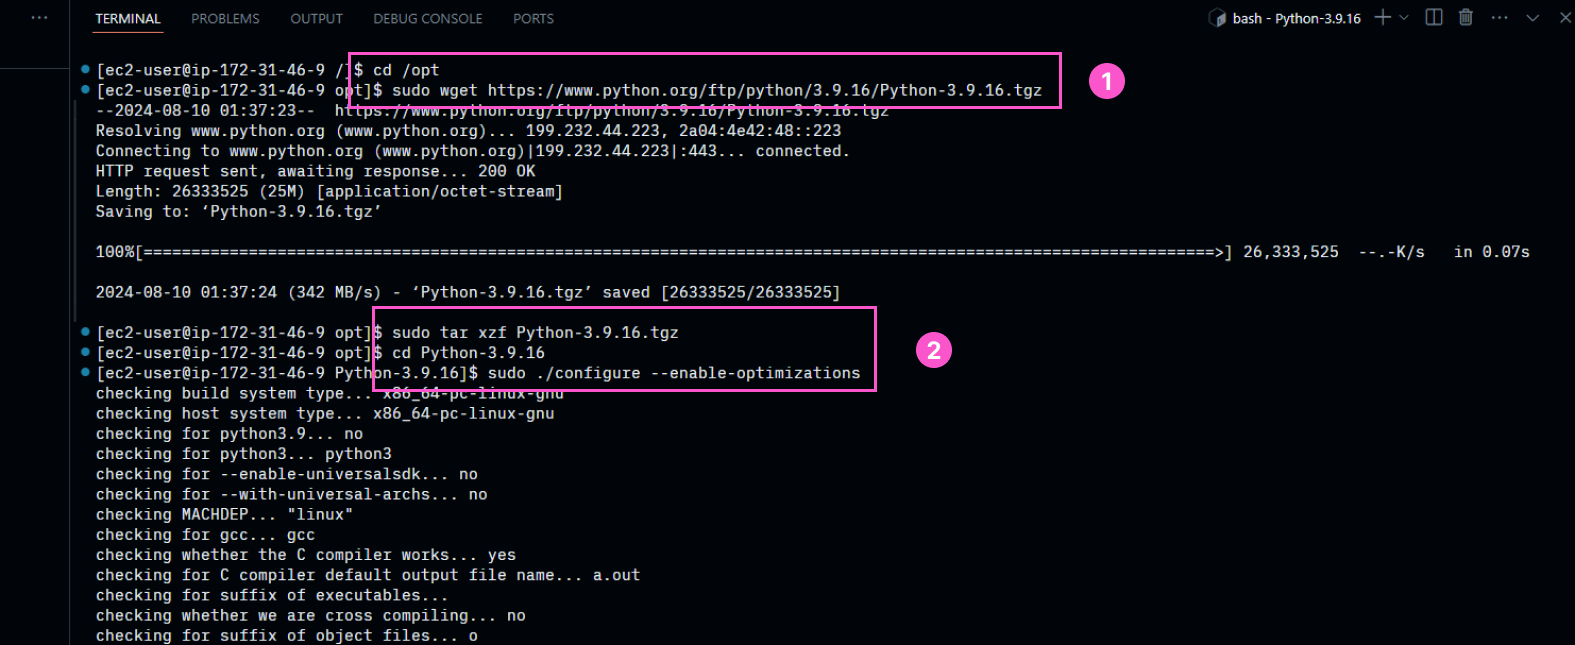 TERMINAL PROBLEMS OUTPUT DEBUG CONSOLE PORTS bash - Python-3.9.16
[ec2-user@ip-172-31-46-9 /]$ cd /opt
[ec2-user@ip-172-31-46-9 opt]$ sudo wget https://www.python.org/ftp/python/3.9.16/Python-3.9.16.tgz
1
--2024-08-10 01:37:23--  https://www.python.org/ftp/python/3.9.16/Python-3.9.16.tgz
Resolving www.python.org (www.python.org)... 199.232.44.223, 2a04:4e42:48::223
Connecting to www.python.org (www.python.org)|199.232.44.223|:443... connected.
HTTP request sent, awaiting response... 200 OK
Length: 26333525 (25M) [application/octet-stream]
Saving to: ‘Python-3.9.16.tgz’
100%[================================================================================================================>] 26,333,525  --.-K/s   in 0.07s
2024-08-10 01:37:24 (342 MB/s) - ‘Python-3.9.16.tgz’ saved [26333525/26333525]
[ec2-user@ip-172-31-46-9 opt]$ sudo tar xzf Python-3.9.16.tgz
[ec2-user@ip-172-31-46-9 opt]$ cd Python-3.9.16
2
[ec2-user@ip-172-31-46-9 Python-3.9.16]$ sudo ./configure --enable-optimizations
checking build system type... x86_64-pc-linux-gnu
checking host system type... x86_64-pc-linux-gnu
checking for python3.9... no
checking for python3... python3
checking for --enable-universalsdk... no
checking for --with-universal-archs... no
checking MACHDEP... "linux"
checking for gcc... gcc
checking whether the C compiler works... yes
checking for C compiler default output file name... a.out
checking for suffix of executables...
checking whether we are cross compiling... no
checking for suffix of object files... o